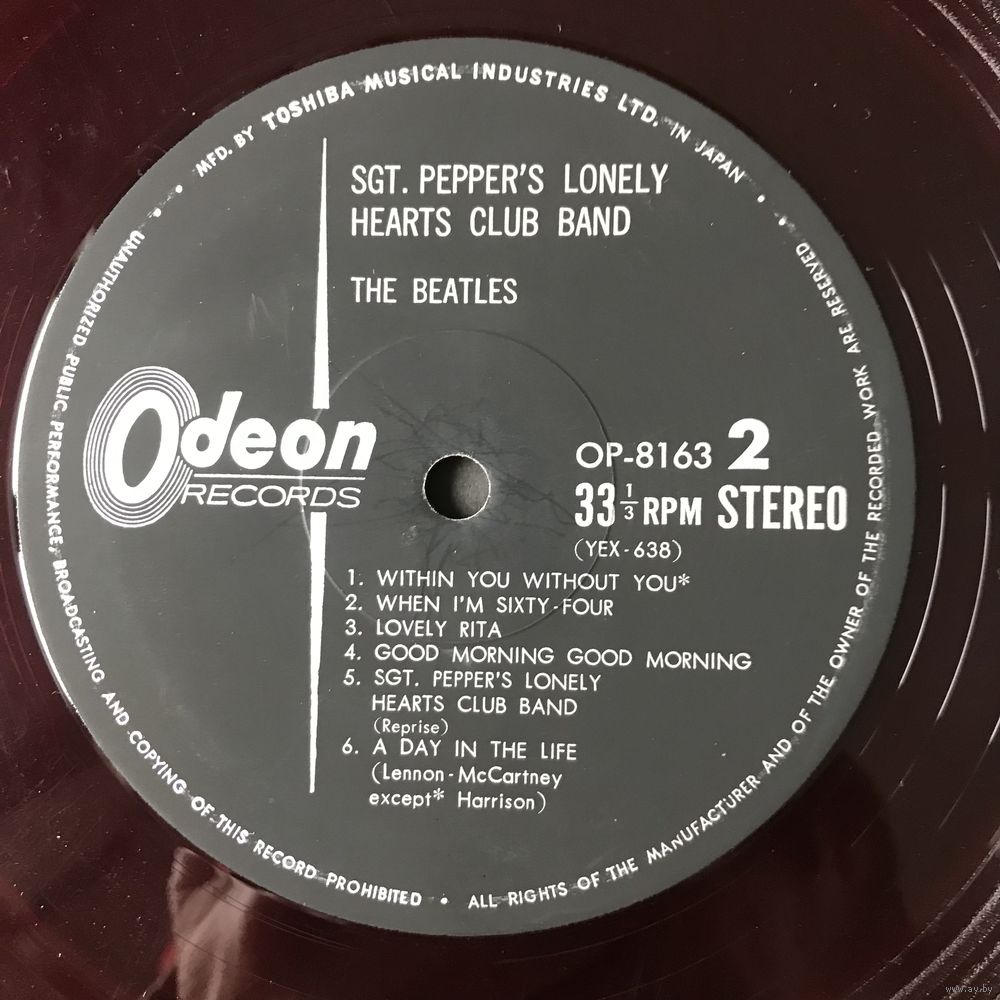 MFD. BY TOSHIBA MUSICAL INDUSTRIES LTD. IN JAPAN
SGT. PEPPER'S LONELY
HEARTS CLUB BAND
THE BEATLES
Odeon
RECORDS
OP-8163 2
33 1/3 RPM STEREO
(YEX-638)
1. WITHIN YOU WITHOUT YOU*
2. WHEN I'M SIXTY-FOUR
3. LOVELY RITA
4. GOOD MORNING GOOD MORNING
5. SGT. PEPPER'S LONELY
HEARTS CLUB BAND
(Reprise)
6. A DAY IN THE LIFE
(Lennon-McCartney
except* Harrison)
UNAUTHORIZED PUBLIC PERFORMANCE, BROADCASTING AND COPYING OF THIS RECORD PROHIBITED • ALL RIGHTS OF THE MANUFACTURER AND OF THE OWNER OF THE RECORDED WORK ARE RESERVED
www.ay.by